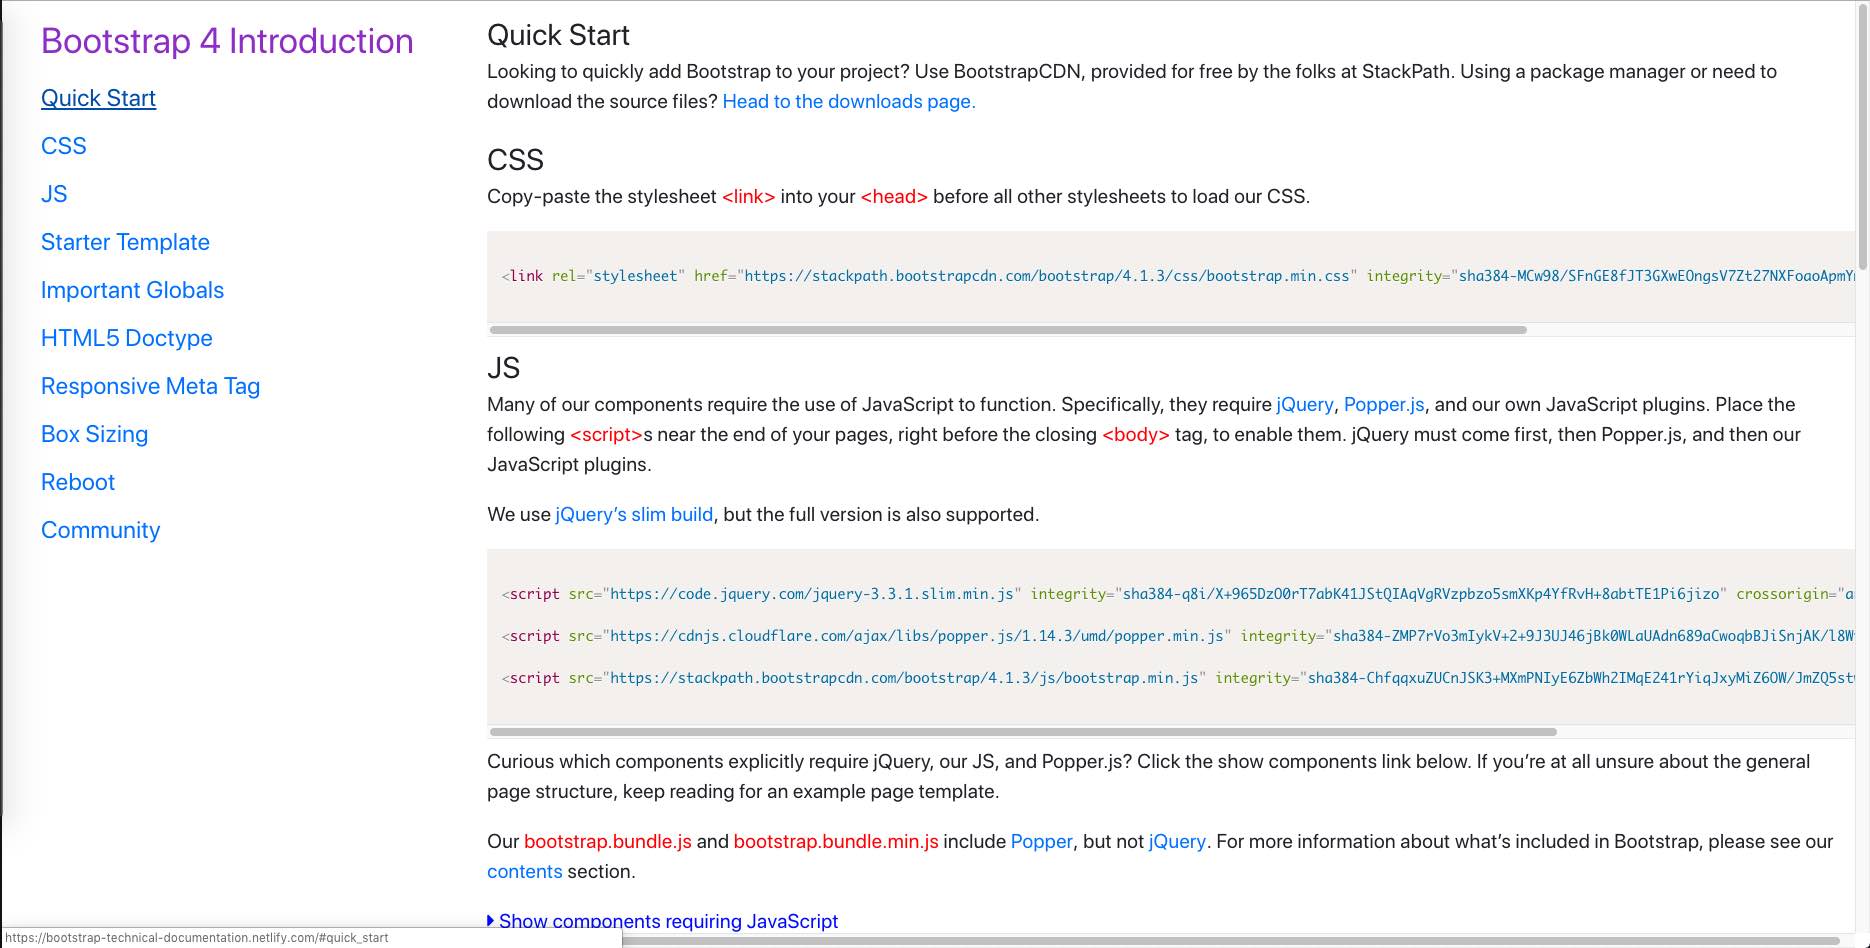 Bootstrap 4 Introduction
Quick Start
CSS
JS
Starter Template
Important Globals
HTML5 Doctype
Responsive Meta Tag
Box Sizing
Reboot
Community
Quick Start
Looking to quickly add Bootstrap to your project? Use BootstrapCDN, provided for free by the folks at StackPath. Using a package manager or need to
download the source files? Head to the downloads page.
CSS
Copy-paste the stylesheet <link> into your <head> before all other stylesheets to load our CSS.
<link rel="stylesheet" href="https://stackpath.bootstrapcdn.com/bootstrap/4.1.3/css/bootstrap.min.css" integrity="sha384-MCw98/SFnGE8fJT3GXwEOngsV7Zt27NXFoaoApmY
JS
Many of our components require the use of JavaScript to function. Specifically, they require jQuery, Popper.js, and our own JavaScript plugins. Place the
following <script>s near the end of your pages, right before the closing <body> tag, to enable them. jQuery must come first, then Popper.js, and then our
JavaScript plugins.
We use jQuery’s slim build, but the full version is also supported.
<script src="https://code.jquery.com/jquery-3.3.1.slim.min.js" integrity="sha384-q8i/X+965DzO0rT7abK41JStQIAqVgRVzpbzo5smXKp4YfRvH+8abtTE1Pi6jizo" crossorigin="a
<script src="https://cdnjs.cloudflare.com/ajax/libs/popper.js/1.14.3/umd/popper.min.js" integrity="sha384-ZMP7rVo3mIykV+2+9J3UJ46jBk0WLaUAdn689aCwoqbBJiSnjAK/l8W
<script src="https://stackpath.bootstrapcdn.com/bootstrap/4.1.3/js/bootstrap.min.js" integrity="sha384-ChfqqxuZUCnJSK3+MXmPNIyE6ZbWh2IMqE241rYiqJxyMiZ6OW/JmZQ5st
Curious which components explicitly require jQuery, our JS, and Popper.js? Click the show components link below. If you’re at all unsure about the general
page structure, keep reading for an example page template.
Our bootstrap.bundle.js and bootstrap.bundle.min.js include Popper, but not jQuery. For more information about what’s included in Bootstrap, please see our
contents section.
Show components requiring JavaScript
https://bootstrap-technical-documentation.netlify.com/#quick_start